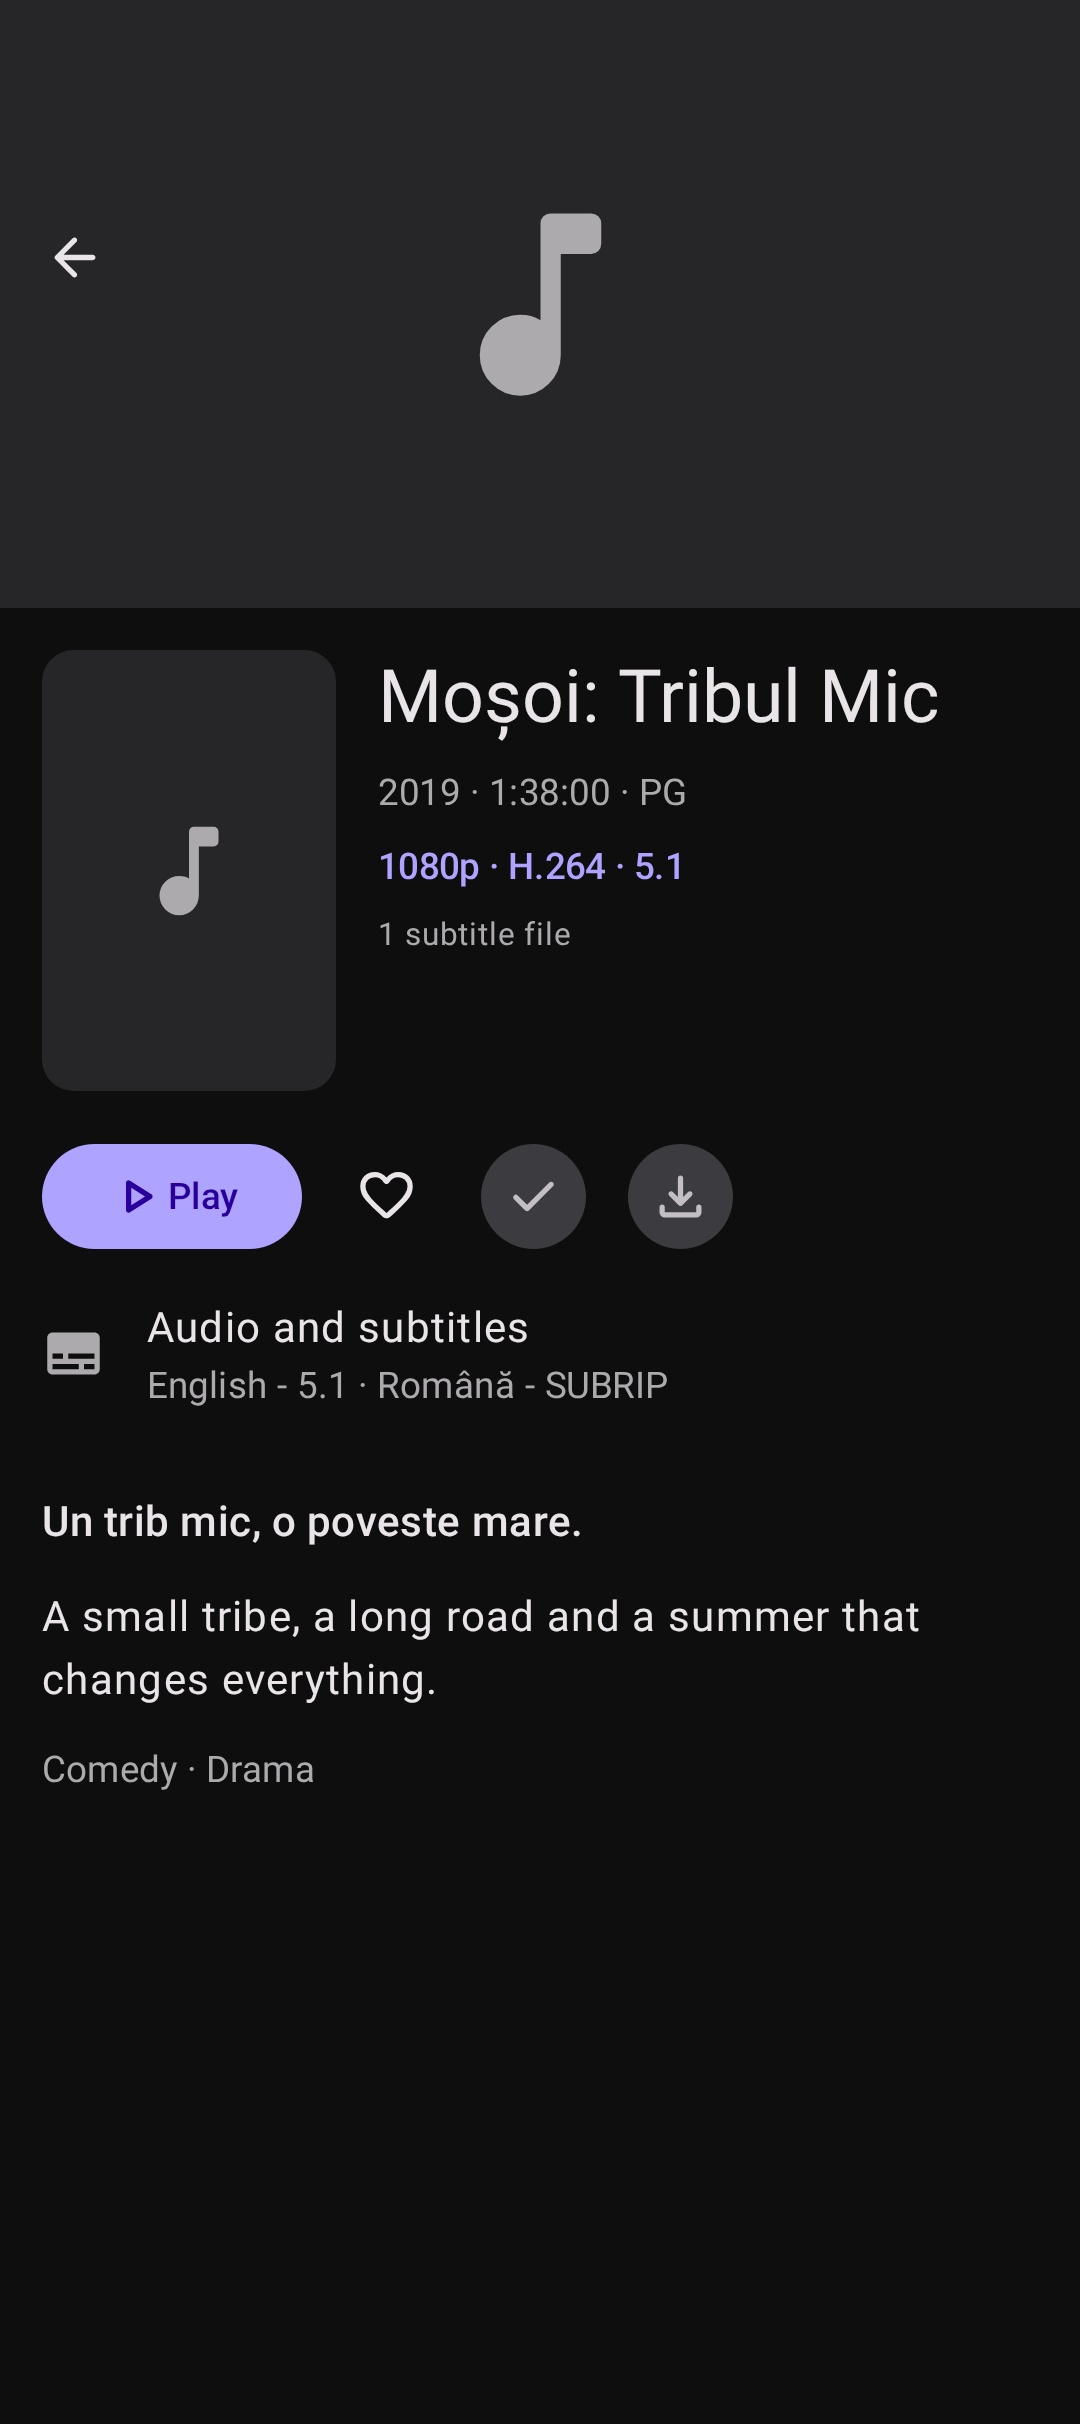 Moșoi: Tribul Mic
2019 · 1:38:00 · PG
1080p · H.264 · 5.1
1 subtitle file
Play
Audio and subtitles
English - 5.1 · Română - SUBRIP
Un trib mic, o poveste mare.
A small tribe, a long road and a summer that
changes everything.
Comedy · Drama